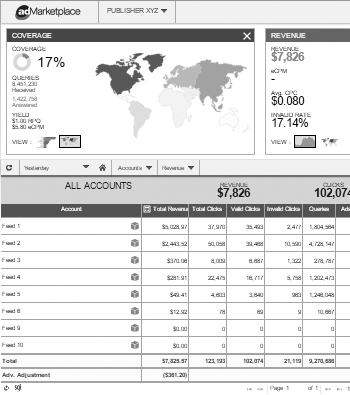 adMarketplace
PUBLISHER XYZ
COVERAGE
REVENUE
COVERAGE
17%
QUERIES
8,451,230
Received
1,422,758
Answered
YIELD
$1.00 RPQ
$5.80 eCPM
VIEW :
REVENUE
$7,826
eCPM
-
Avg. CPC
$0.080
INVALID RATE
17.14%
VIEW :
Yesterday
Accounts
Revenue
ALL ACCOUNTS
REVENUE
$7,826
CLICKS
102,074
Account Total Revenue Total Clicks Valid Clicks Invalid Clicks Queries Ads
Feed 1 $5,028.97 37,970 35,493 2,477 1,804,564
Feed 2 $2,443.52 50,058 39,468 10,590 4,728,147
Feed 3 $370.06 8,009 6,687 1,322 278,787
Feed 4 $281.91 22,475 16,717 5,758 1,202,473
Feed 5 $49.41 4,603 3,640 963 1,246,048
Feed 6 $12.92 78 69 9 10,667
Feed 9 $0.00 0 0 0 0
Feed 10 $0.00 0 0 0 0
Total $7,825.57 123,193 102,074 21,119 9,270,686
Adv. Adjustment ($361.20)
Page 1 of 1